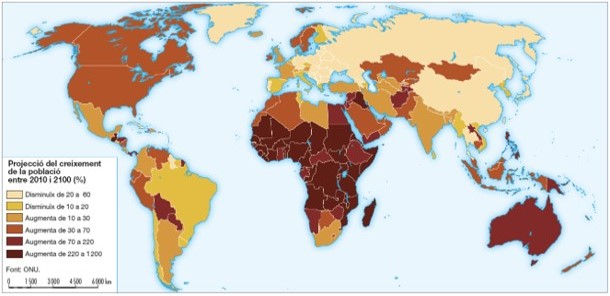 Projecció del creixement
de la població
entre 2010 i 2100 (%)
Disminuïx de 20 a 60
Disminuïx de 10 a 20
Augmenta de 10 a 30
Augmenta de 30 a 70
Augmenta de 70 a 220
Augmenta de 220 a 1 200
Font: ONU.
0 1 500 3 000 4 500 6 000 km